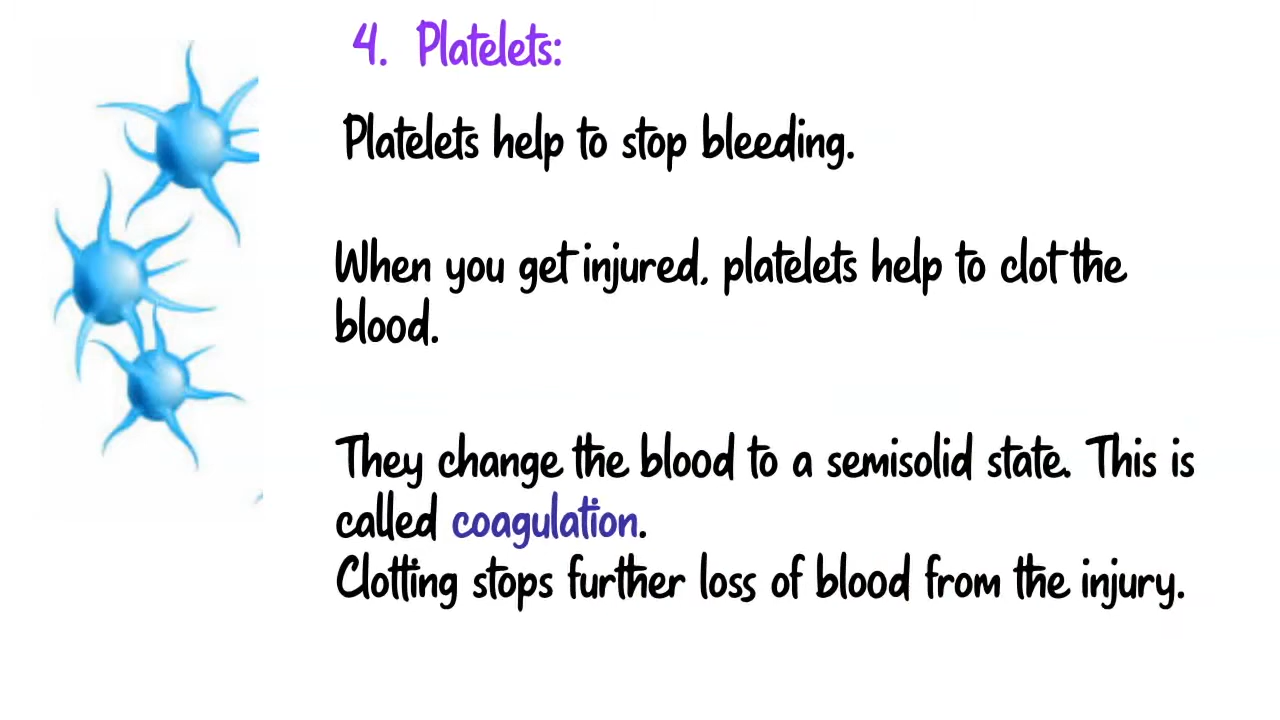 4. Platelets:
Platelets help to stop bleeding.
When you get injured, platelets help to clot the
blood.
They change the blood to a semisolid state. This is
called coagulation.
Clotting stops further loss of blood from the injury.